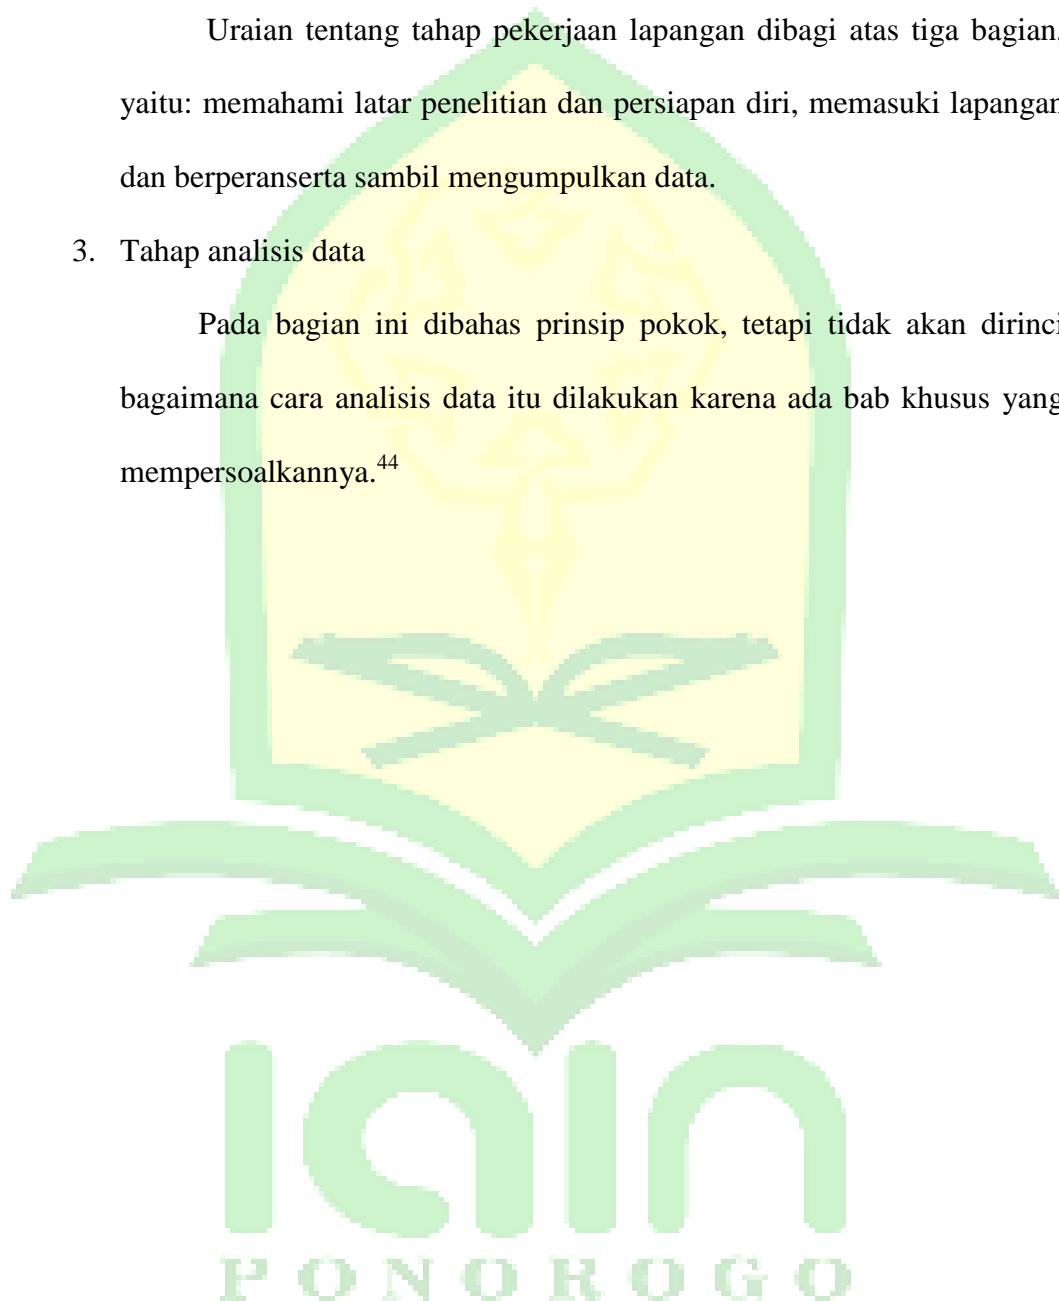 Uraian tentang tahap pekerjaan lapangan dibagi atas tiga bagian,
yaitu: memahami latar penelitian dan persiapan diri, memasuki lapangan
dan berperanserta sambil mengumpulkan data.
3. Tahap analisis data
Pada bagian ini dibahas prinsip pokok, tetapi tidak akan dirinci
bagaimana cara analisis data itu dilakukan karena ada bab khusus yang
mempersoalkannya.44
iain
PONOROGO